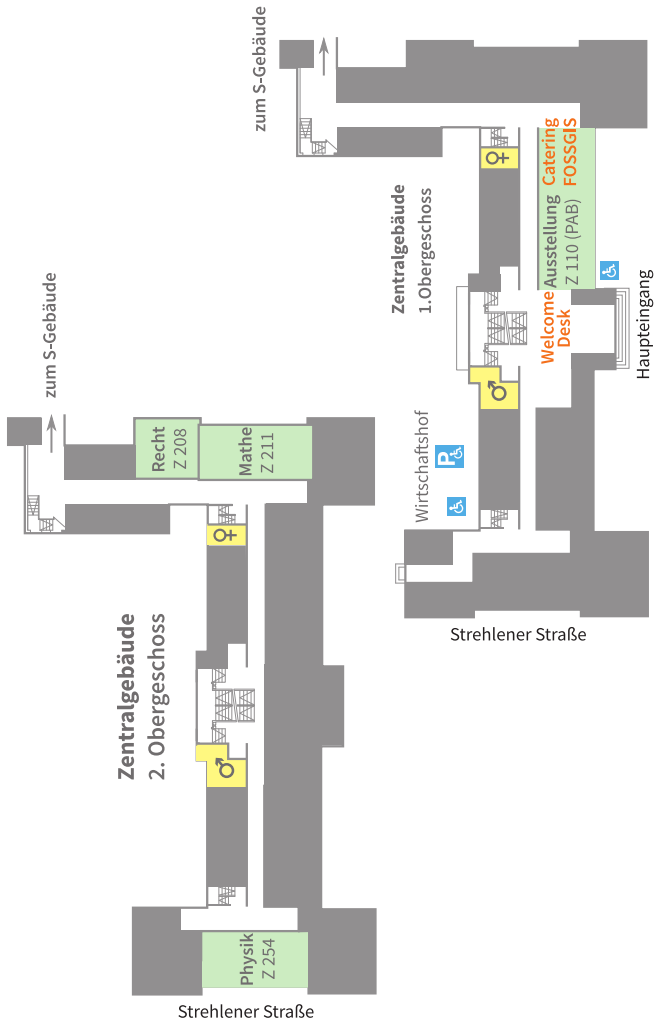 zum S-Gebäude
Catering
FOSSGIS
Zentralgebäude
1.Obergeschoss
Ausstellung
Z 110 (PAB)
Welcome
Desk
Haupteingang
Wirtschaftshof
P
Strehlener Straße
zum S-Gebäude
Recht
Z 208
Mathe
Z 211
Zentralgebäude
2. Obergeschoss
Physik
Z 254
Strehlener Straße